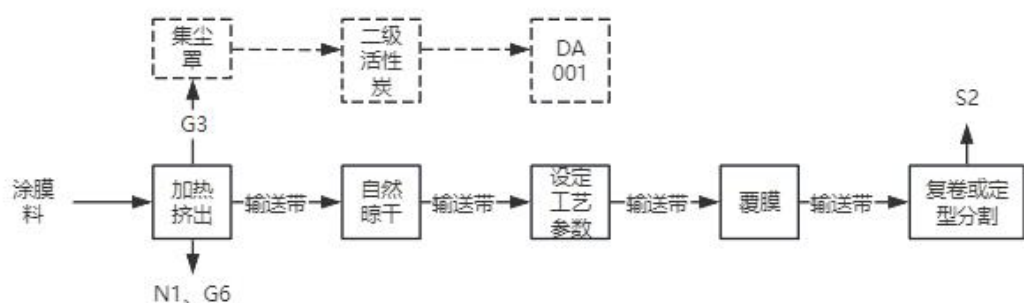 集尘
罩
二级
活性
炭
DA
001
S2
G3
涂膜
料
加热
挤出
输送带
自然
晾干
输送带
设定
工艺
参数
输送带
覆膜
输送带
复卷或定
型分割
N1、G6